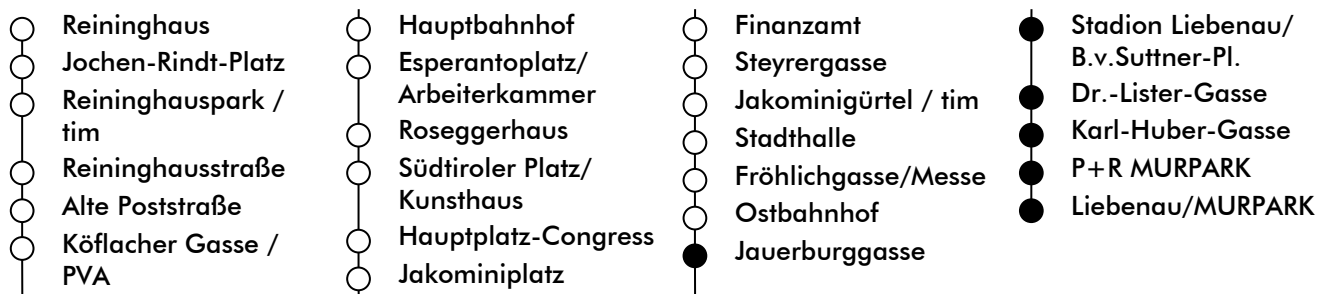 Reininghaus
Jochen-Rindt-Platz
Reininghauspark /
tim
Reininghausstraße
Alte Poststraße
Köflacher Gasse /
PVA
Hauptbahnhof
Esperantoplatz/
Arbeiterkammer
Roseggerhaus
Südtiroler Platz/
Kunsthaus
Hauptplatz-Congress
Jakominiplatz
Finanzamt
Steyrergasse
Jakominigürtel / tim
Stadthalle
Fröhlichgasse/Messe
Ostbahnhof
Jauerburggasse
Stadion Liebenau/
B.v.Suttner-Pl.
Dr.-Lister-Gasse
Karl-Huber-Gasse
P+R MURPARK
Liebenau/MURPARK